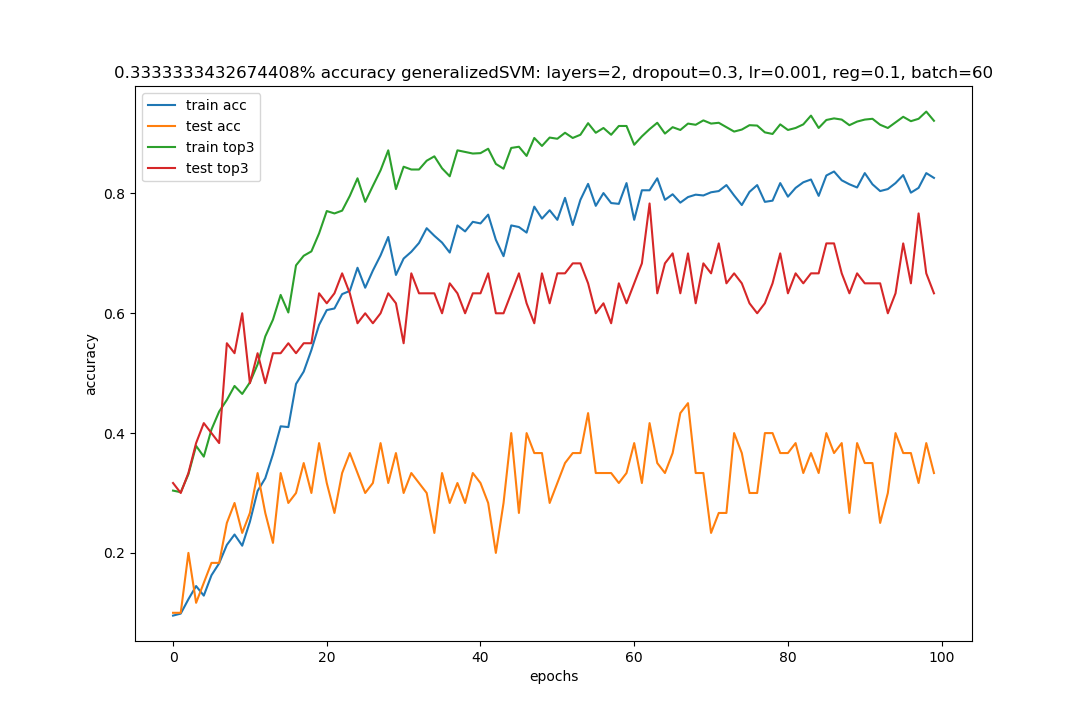 0.3333333432674408% accuracy generalizedSVM: layers=2, dropout=0.3, lr=0.001, reg=0.1, batch=60
train acc
test acc
train top3
test top3
0.8
0.6
0.4
0.2
accuracy
0 20 40 60 80 100
epochs